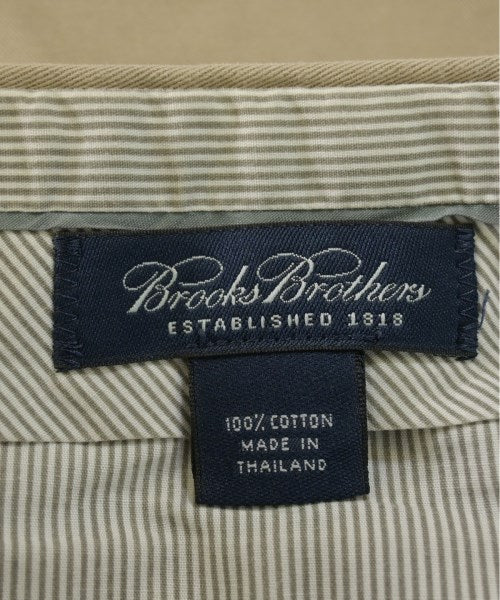 Brooks Brothers
ESTABLISHED 1818
100% COTTON
MADE IN
THAILAND